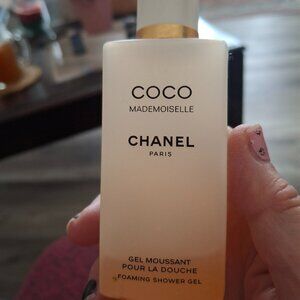 COCO
MADEMOISELLE
CHANEL
PARIS
GEL MOUSSANT
POUR LA DOUCHE
FOAMING SHOWER GEL